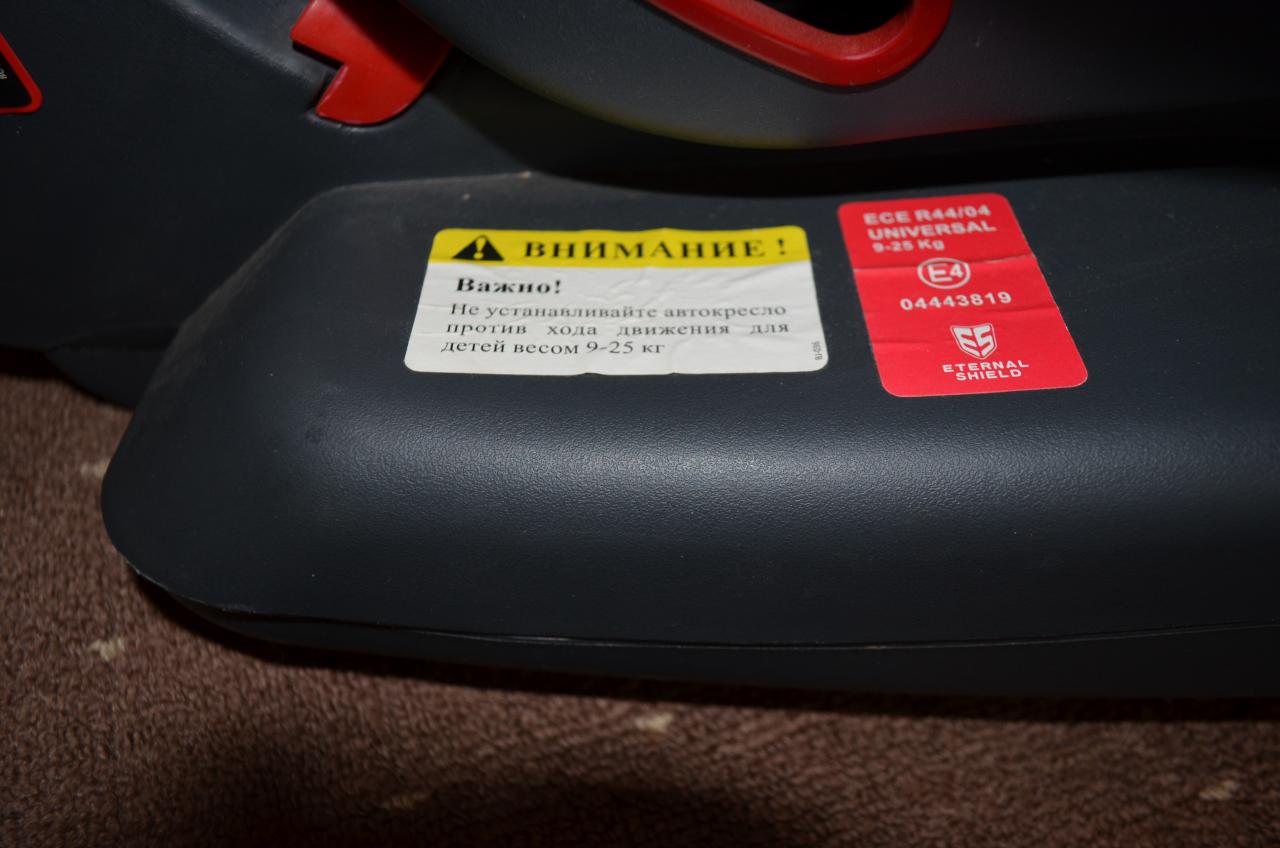 ВНИМАНИЕ!
Важно!
Не устанавливайте автокресло
против хода движения для
детей весом 9-25 кг
ECE R44/04
UNIVERSAL
9-25 Kg
E4
04443819
ES
ETERNAL
SHIELD